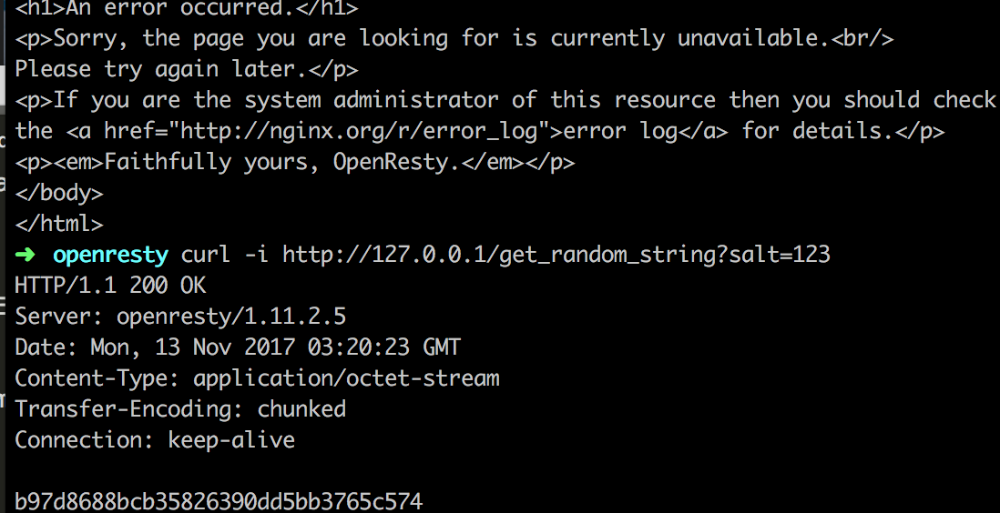 <h1>An error occurred.</h1>
<p>Sorry, the page you are looking for is currently unavailable.<br/>
Please try again later.</p>
<p>If you are the system administrator of this resource then you should check
the <a href="http://nginx.org/r/error_log">error log</a> for details.</p>
<p><em>Faithfully yours, OpenResty.</em></p>
</body>
</html>
➜ openresty curl -i http://127.0.0.1/get_random_string?salt=123
HTTP/1.1 200 OK
Server: openresty/1.11.2.5
Date: Mon, 13 Nov 2017 03:20:23 GMT
Content-Type: application/octet-stream
Transfer-Encoding: chunked
Connection: keep-alive
b97d8688bcb35826390dd5bb3765c574